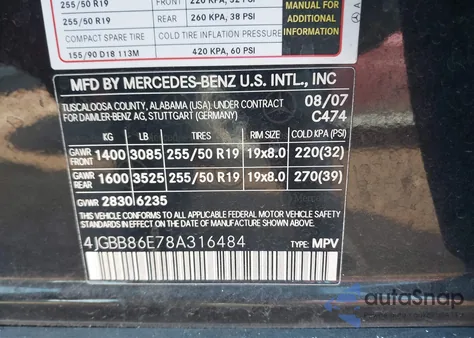 255/50 R19 FRONT 220 KPA, 32 PSI
255/50 R19 REAR 260 KPA, 38 PSI
COMPACT SPARE COLD TIRE INFLATION PRESSURE
155/90 D18 113M 420 KPA, 60 PSI
MANUAL FOR
ADDITIONAL
INFORMATION
MFD BY MERCEDES-BENZ U.S. INTL., INC
TUSCALOOSA COUNTY, ALABAMA (USA) UNDER CONTRACT 08/07
FOR DAIMLER-BENZ AG, STUTTGART (GERMANY) C474
KG LB TIRES RIM SIZE COLD KPA (PSI)
GAWR FRONT 1400 3085 255/50 R19 19x8.0 220(32)
GAWR REAR 1600 3525 255/50 R19 19x8.0 270(39)
GVWR 2830 6235
THIS VEHICLE CONFORMS TO ALL APPLICABLE FEDERAL MOTOR VEHICLE
SAFETY STANDARDS IN EFFECT ON THE DATE OF MANUFACTURE SHOWN ABOVE.
4JGBB86E78A316484 TYPE: MPV
autoSnap